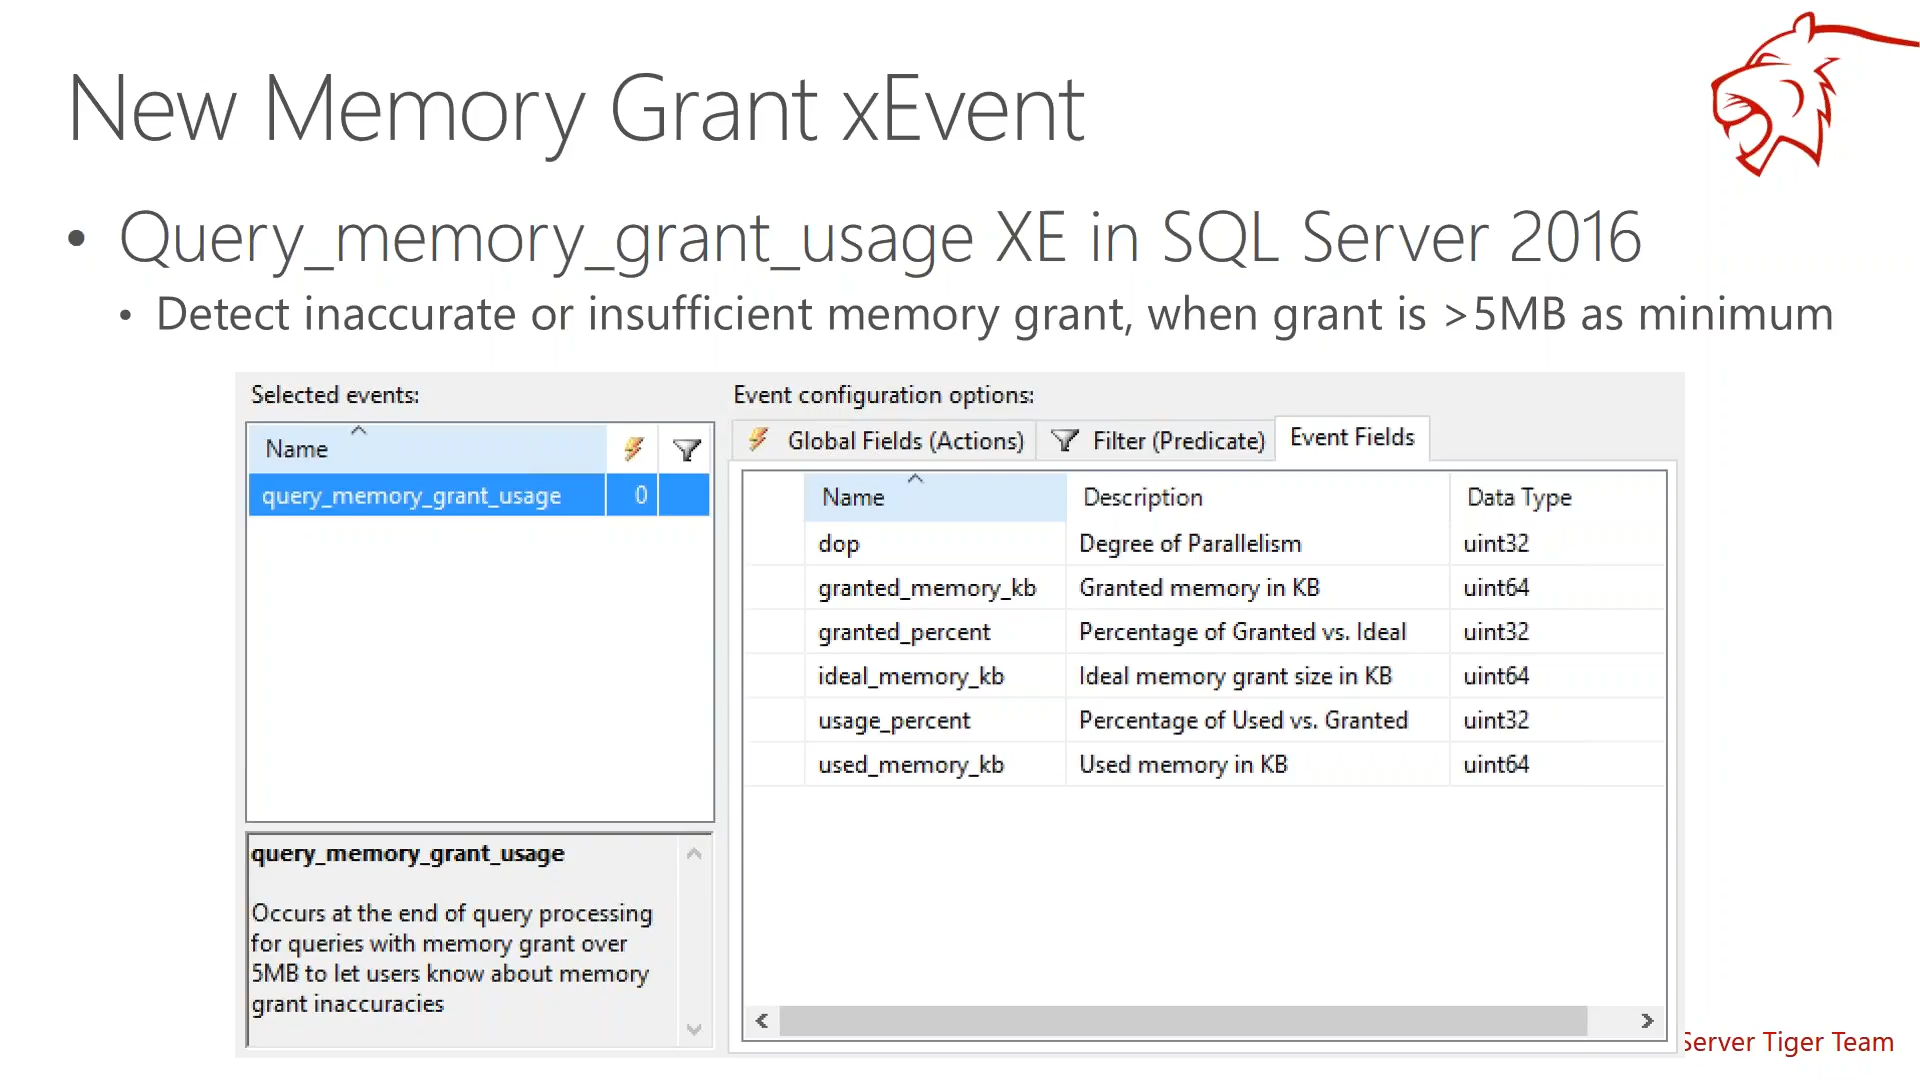 New Memory Grant xEvent
• Query_memory_grant_usage XE in SQL Server 2016
• Detect inaccurate or insufficient memory grant, when grant is >5MB as minimum
Selected events:
Name
query_memory_grant_usage 0
query_memory_grant_usage
Occurs at the end of query processing
for queries with memory grant over
5MB to let users know about memory
grant inaccuracies
Event configuration options:
Global Fields (Actions) Filter (Predicate) Event Fields
Name Description Data Type
dop Degree of Parallelism uint32
granted_memory_kb Granted memory in KB uint64
granted_percent Percentage of Granted vs. Ideal uint32
ideal_memory_kb Ideal memory grant size in KB uint64
usage_percent Percentage of Used vs. Granted uint32
used_memory_kb Used memory in KB uint64
Server Tiger Team